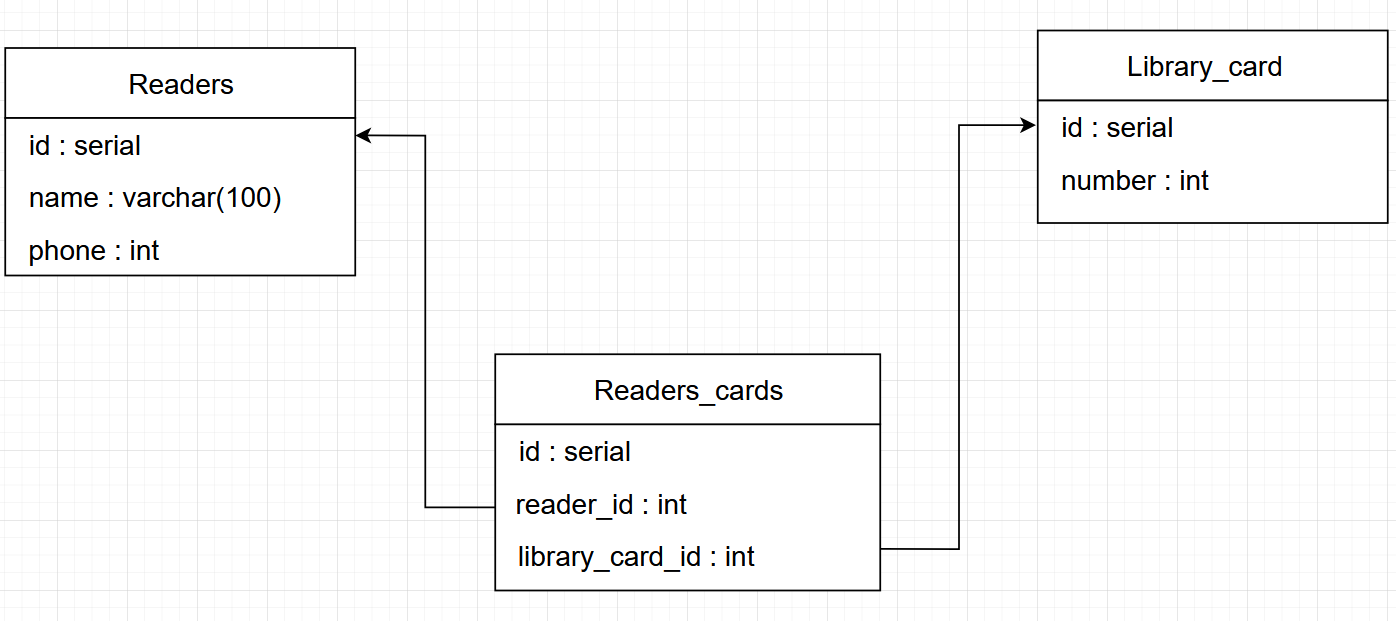 Readers
id : serial
name : varchar(100)
phone : int
Library_card
id : serial
number : int
Readers_cards
id : serial
reader_id : int
library_card_id : int